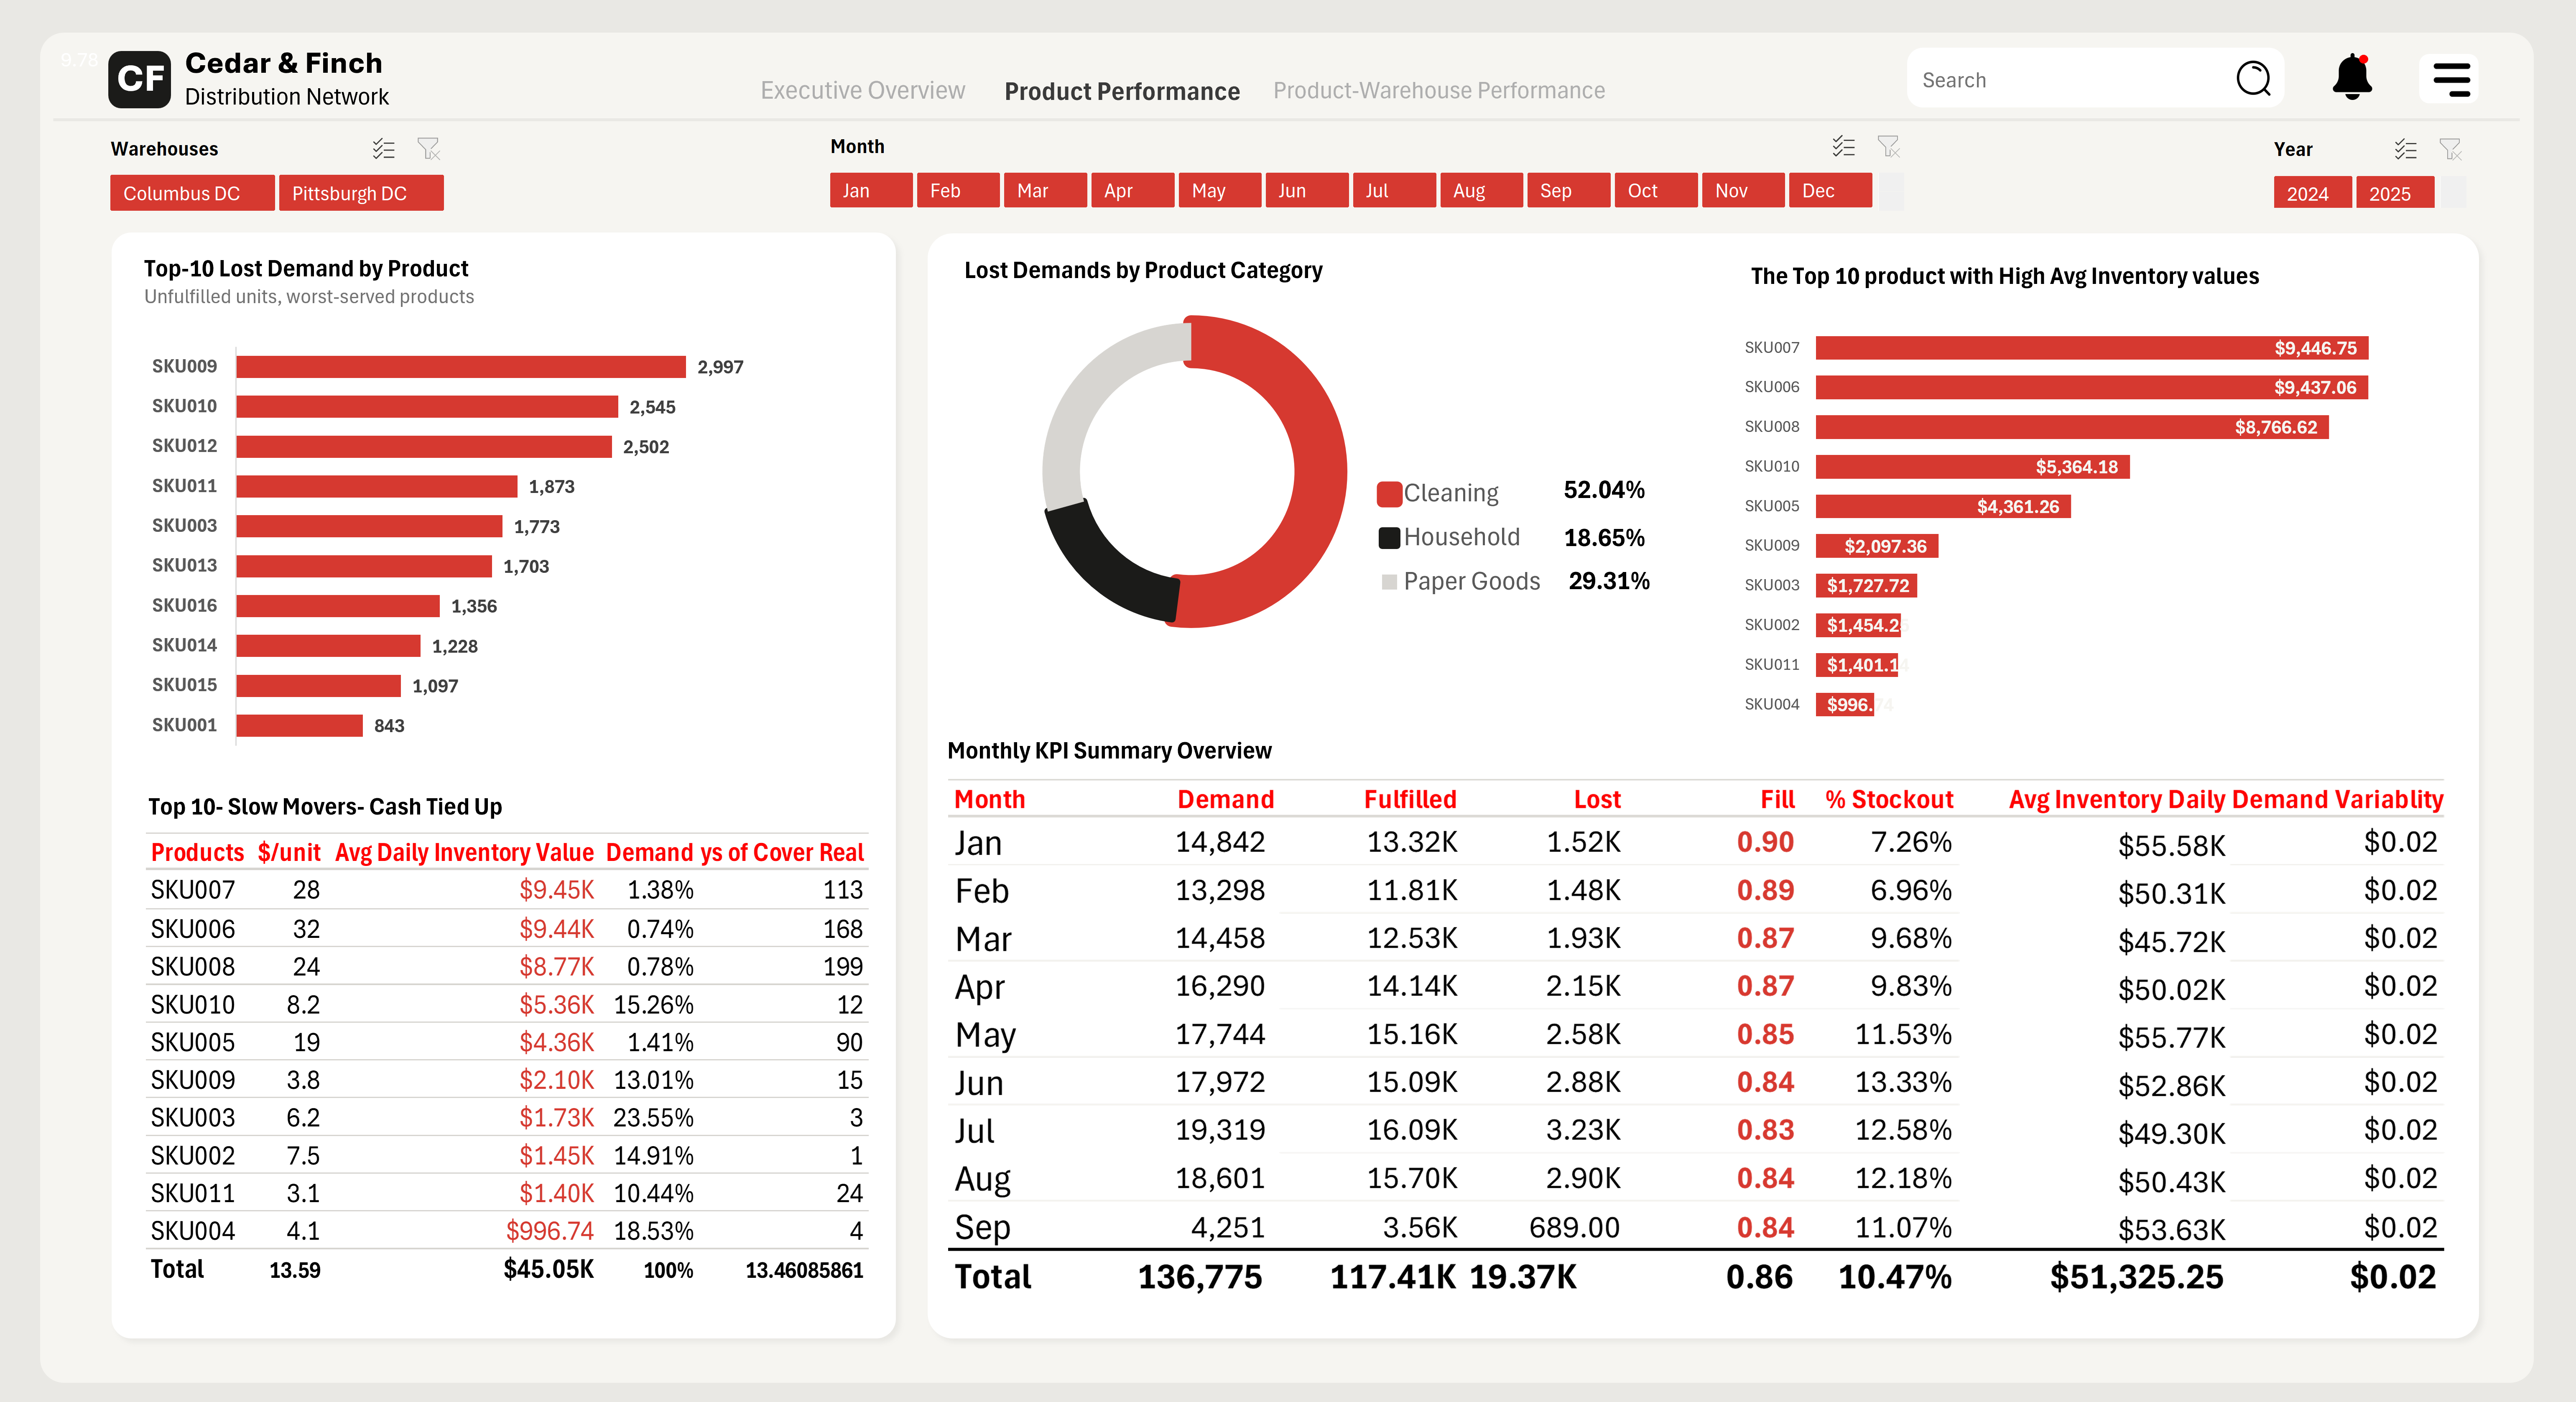 9.78
CF
Cedar & Finch
Distribution Network
Executive Overview
Product Performance
Product-Warehouse Performance
Search
Warehouses
Columbus DC Pittsburgh DC
Month
Jan Feb Mar Apr May Jun Jul Aug Sep Oct Nov Dec
Year
2024 2025
Top-10 Lost Demand by Product
Unfulfilled units, worst-served products
SKU009 2,997
SKU010 2,545
SKU012 2,502
SKU011 1,873
SKU003 1,773
SKU013 1,703
SKU016 1,356
SKU014 1,228
SKU015 1,097
SKU001 843
Top 10- Slow Movers- Cash Tied Up
Products $/unit Avg Daily Inventory Value Demand ys of Cover Real
SKU007 28 $9.45K 1.38% 113
SKU006 32 $9.44K 0.74% 168
SKU008 24 $8.77K 0.78% 199
SKU010 8.2 $5.36K 15.26% 12
SKU005 19 $4.36K 1.41% 90
SKU009 3.8 $2.10K 13.01% 15
SKU003 6.2 $1.73K 23.55% 3
SKU002 7.5 $1.45K 14.91% 1
SKU011 3.1 $1.40K 10.44% 24
SKU004 4.1 $996.74 18.53% 4
Total 13.59 $45.05K 100% 13.46085861
Lost Demands by Product Category
Cleaning 52.04%
Household 18.65%
Paper Goods 29.31%
The Top 10 product with High Avg Inventory values
SKU007 $9,446.75
SKU006 $9,437.06
SKU008 $8,766.62
SKU010 $5,364.18
SKU005 $4,361.26
SKU009 $2,097.36
SKU003 $1,727.72
SKU002 $1,454.25
SKU011 $1,401.14
SKU004 $996.74
Monthly KPI Summary Overview
Month Demand Fulfilled Lost Fill % Stockout Avg Inventory Daily Demand Variablity
Jan 14,842 13.32K 1.52K 0.90 7.26% $55.58K $0.02
Feb 13,298 11.81K 1.48K 0.89 6.96% $50.31K $0.02
Mar 14,458 12.53K 1.93K 0.87 9.68% $45.72K $0.02
Apr 16,290 14.14K 2.15K 0.87 9.83% $50.02K $0.02
May 17,744 15.16K 2.58K 0.85 11.53% $55.77K $0.02
Jun 17,972 15.09K 2.88K 0.84 13.33% $52.86K $0.02
Jul 19,319 16.09K 3.23K 0.83 12.58% $49.30K $0.02
Aug 18,601 15.70K 2.90K 0.84 12.18% $50.43K $0.02
Sep 4,251 3.56K 689.00 0.84 11.07% $53.63K $0.02
Total 136,775 117.41K 19.37K 0.86 10.47% $51,325.25 $0.02